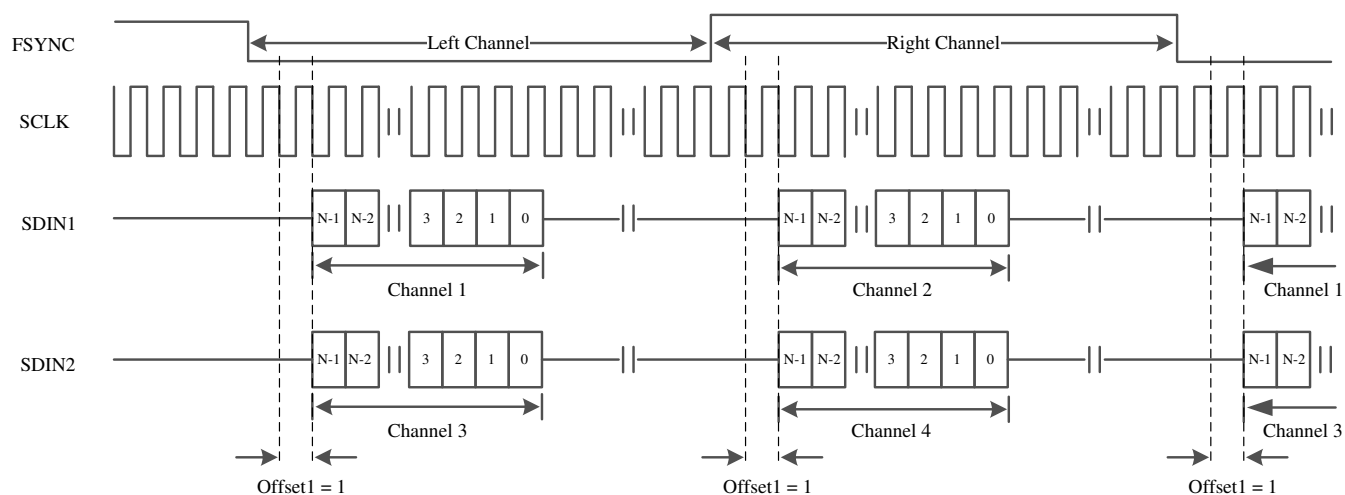 FSYNC Left Channel Right Channel
SCLK
SDIN1 N-1 N-2 3 2 1 0 N-1 N-2 3 2 1 0 N-1 N-2
Channel 1 Channel 2 Channel 1
SDIN2 N-1 N-2 3 2 1 0 N-1 N-2 3 2 1 0 N-1 N-2
Channel 3 Channel 4 Channel 3
Offset1 = 1 Offset1 = 1 Offset1 = 1